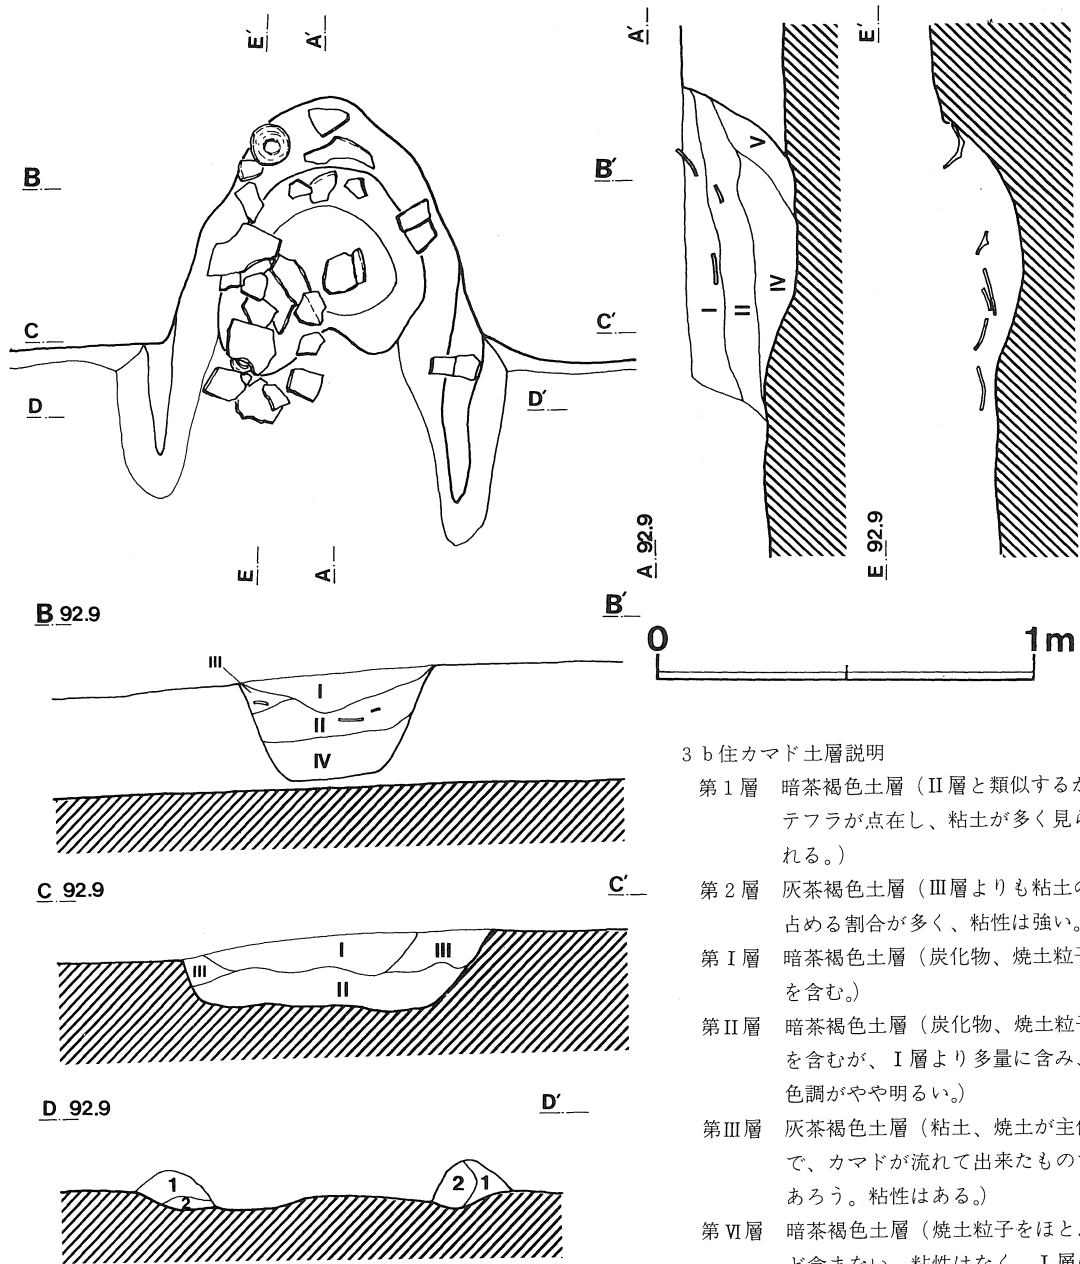 E′ A′
B B′
C C′
D D′
E A
A′
V
IV
I II
A 92.9
E′
E 92.9
B 92.9 B′
III
I
II
IV
0 1m
C 92.9 C′
I
III III
II
D 92.9 D′
1 2
2 1
3b住カマド土層説明
第1層 暗茶褐色土層(II層と類似するが
テフラが点在し、粘土が多く見ら
れる。)
第2層 灰茶褐色土層(III層よりも粘土の
占める割合が多く、粘性は強い。
第I層 暗茶褐色土層(炭化物、焼土粒子
を含む。)
第II層 暗茶褐色土層(炭化物、焼土粒子
を含むが、I層より多量に含み、
色調がやや明るい。)
第III層 灰茶褐色土層(粘土、焼土が主
で、カマドが流れて出来たもの
あろう。粘性はある。)
第VI層 暗茶褐色土層(焼土粒子をほと
ど含まない。粘性はなく、I層